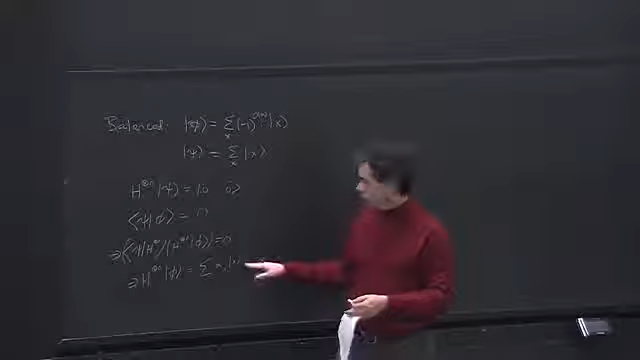 Balanced: |φ⟩ = Σ_x (-1)^{f(x)} |x⟩
|ψ⟩ = Σ_x |x⟩
H^{⊗n} |ψ⟩ = |0 0⟩
⟨ψ|φ⟩ = 0
⇒ (⟨ψ|H^{⊗n})(H^{⊗n}|φ⟩) = 0
⇒ H^{⊗n} |φ⟩ = Σ